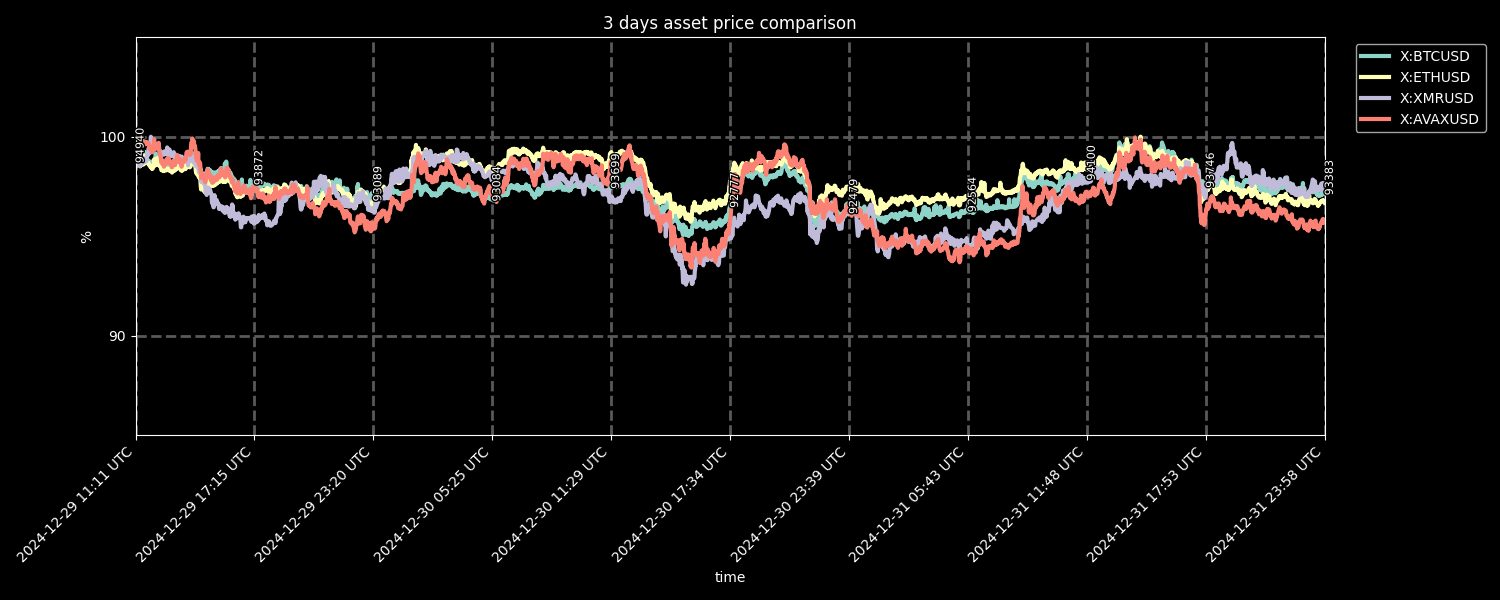 3 days asset price comparison
X:BTCUSD
X:ETHUSD
X:XMRUSD
X:AVAXUSD
100
90
%
94940
93872
93089
93084
93699
92777
92479
92564
94100
93746
93383
2024-12-29 11:11 UTC
2024-12-29 17:15 UTC
2024-12-29 23:20 UTC
2024-12-30 05:25 UTC
2024-12-30 11:29 UTC
2024-12-30 17:34 UTC
2024-12-30 23:39 UTC
2024-12-31 05:43 UTC
2024-12-31 11:48 UTC
2024-12-31 17:53 UTC
2024-12-31 23:58 UTC
time